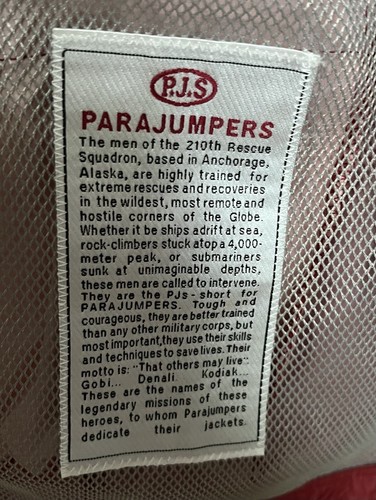 P.J.S
PARAJUMPERS
The men of the 210th Rescue
Squadron, based in Anchorage,
Alaska, are highly trained for
extreme rescues and recoveries
in the wildest, most remote and
hostile corners of the Globe.
Whether it be ships adrift at sea,
rock-climbers stuck atop a 4,000-
meter peak, or submariners
sunk at unimaginable depths,
these men are called to intervene.
They are the PJs - short for
PARAJUMPERS. Tough and
courageous, they are better trained
than any other military corps, but
most important,they use their skills
and techniques to save lives. Their
motto is: "That others may live".
Gobi... Denali Kodiak...
These are the names of the
legendary missions of these
heroes, to whom Parajumpers
dedicate their jackets.